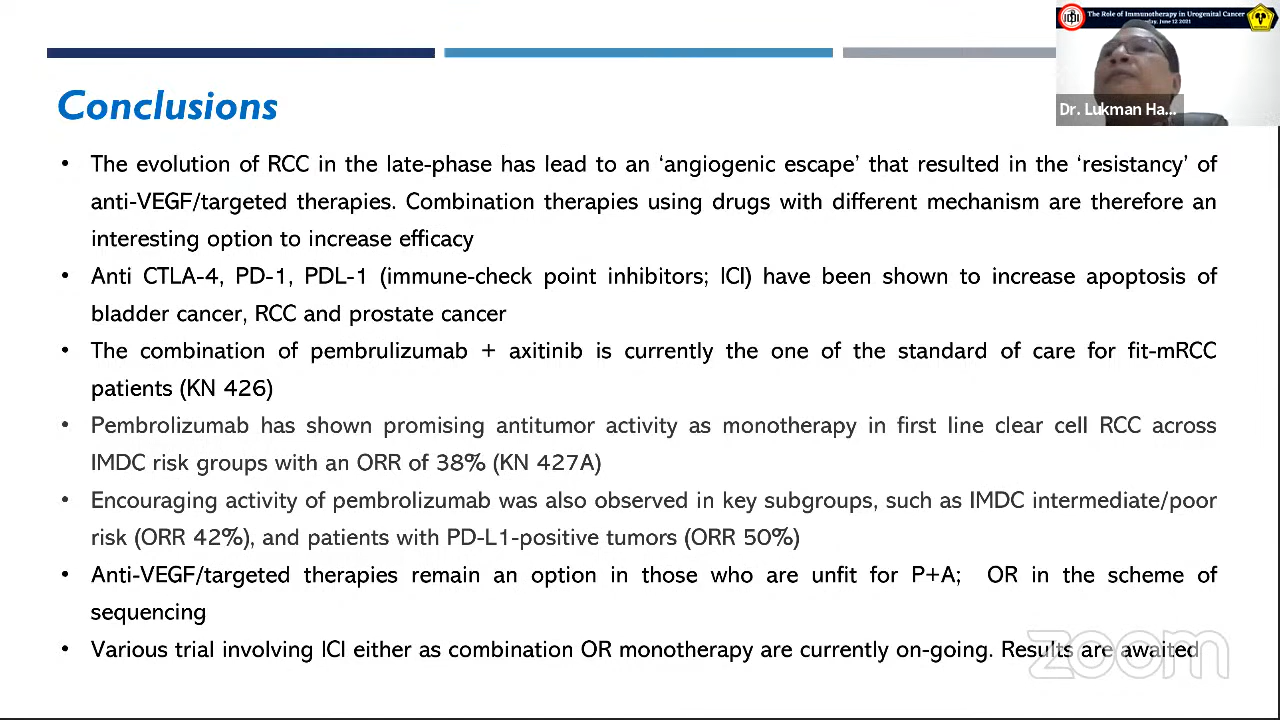 The Role of Immunotherapy in Urogenital Cancer
June 12 2021
Dr. Lukman Ha...
Conclusions
• The evolution of RCC in the late-phase has lead to an ‘angiogenic escape’ that resulted in the ‘resistancy’ of
anti-VEGF/targeted therapies. Combination therapies using drugs with different mechanism are therefore an
interesting option to increase efficacy
• Anti CTLA-4, PD-1, PDL-1 (immune-check point inhibitors; ICI) have been shown to increase apoptosis of
bladder cancer, RCC and prostate cancer
• The combination of pembrulizumab + axitinib is currently the one of the standard of care for fit-mRCC
patients (KN 426)
• Pembrolizumab has shown promising antitumor activity as monotherapy in first line clear cell RCC across
IMDC risk groups with an ORR of 38% (KN 427A)
• Encouraging activity of pembrolizumab was also observed in key subgroups, such as IMDC intermediate/poor
risk (ORR 42%), and patients with PD-L1-positive tumors (ORR 50%)
• Anti-VEGF/targeted therapies remain an option in those who are unfit for P+A; OR in the scheme of
sequencing
• Various trial involving ICI either as combination OR monotherapy are currently on-going. Results are awaited
zoom